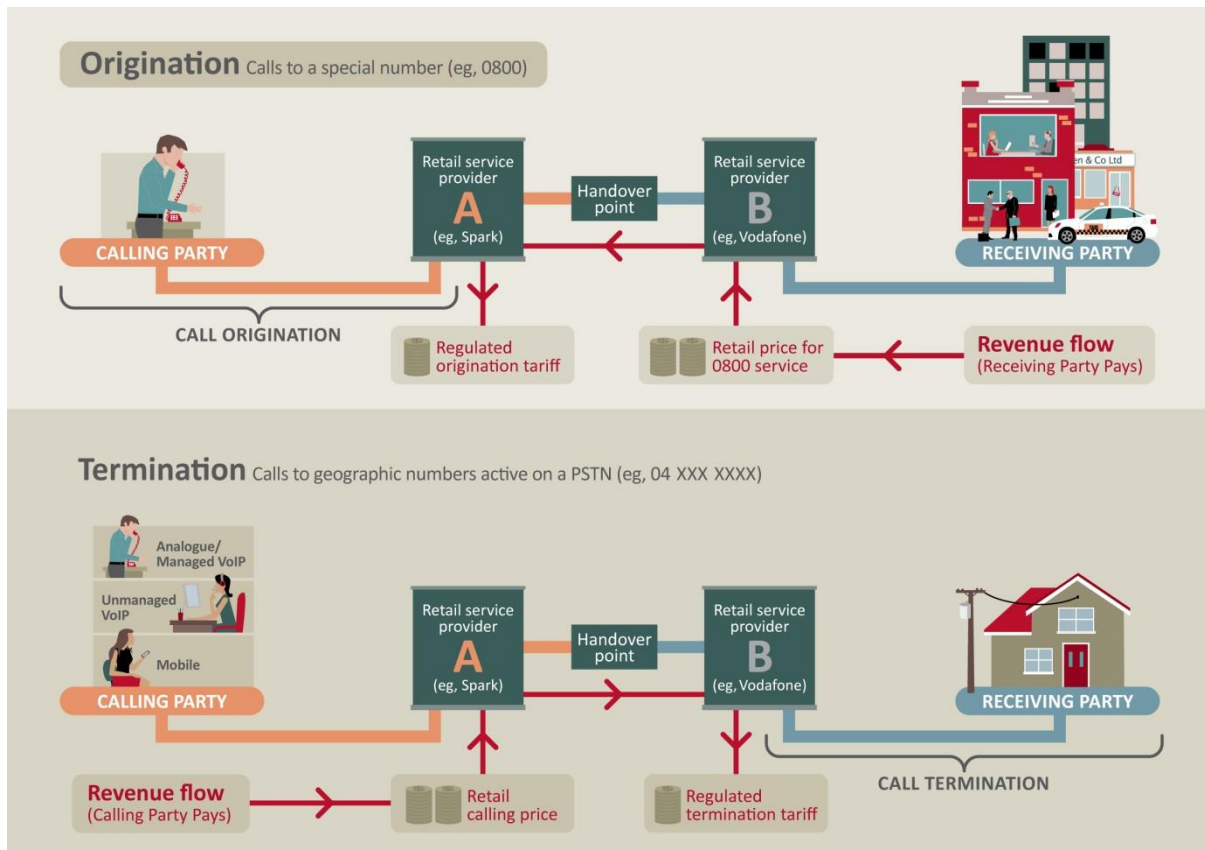 Origination Calls to a special number (eg, 0800)
Retail service
provider
A
(eg, Spark)
Handover
point
Retail service
provider
B
(eg, Vodafone)
en & Co Ltd
CALLING PARTY
RECEIVING PARTY
CALL ORIGINATION
Regulated
origination tariff
Retail price for
0800 service
Revenue flow
(Receiving Party Pays)
Termination Calls to geographic numbers active on a PSTN (eg, 04 XXX XXXX)
Analogue/
Managed VoIP
Unmanaged
VoIP
Mobile
CALLING PARTY
Retail service
provider
A
(eg, Spark)
Handover
point
Retail service
provider
B
(eg, Vodafone)
RECEIVING PARTY
CALL TERMINATION
Revenue flow
(Calling Party Pays)
Retail
calling price
Regulated
termination tariff